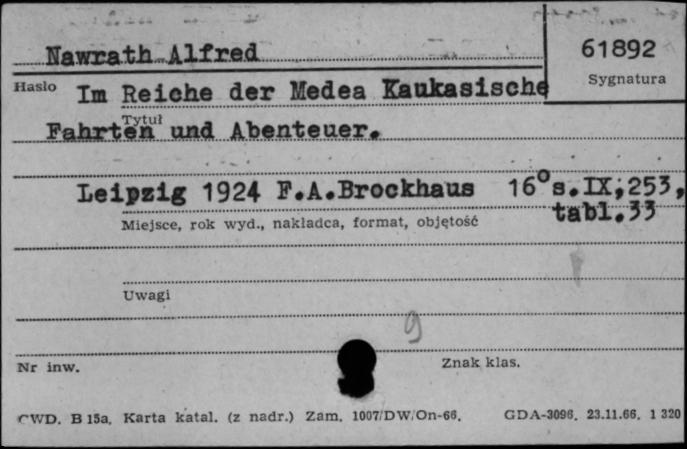 Nawrath Alfred
61892
Hasło
Sygnatura
Im Reiche der Medea Kaukasische
Tytuł
Fahrten und Abenteuer.
Leipzig 1924 F.A.Brockhaus 16° s.IX,253,
tabl.33
Miejsce, rok wyd., nakładca, format, objętość
Uwagi
9
Nr inw.
Znak klas.
CWD. B 15a. Karta katal. (z nadr.) Zam. 1007/DW/On-66. GDA-3096. 23.11.66. 1 320